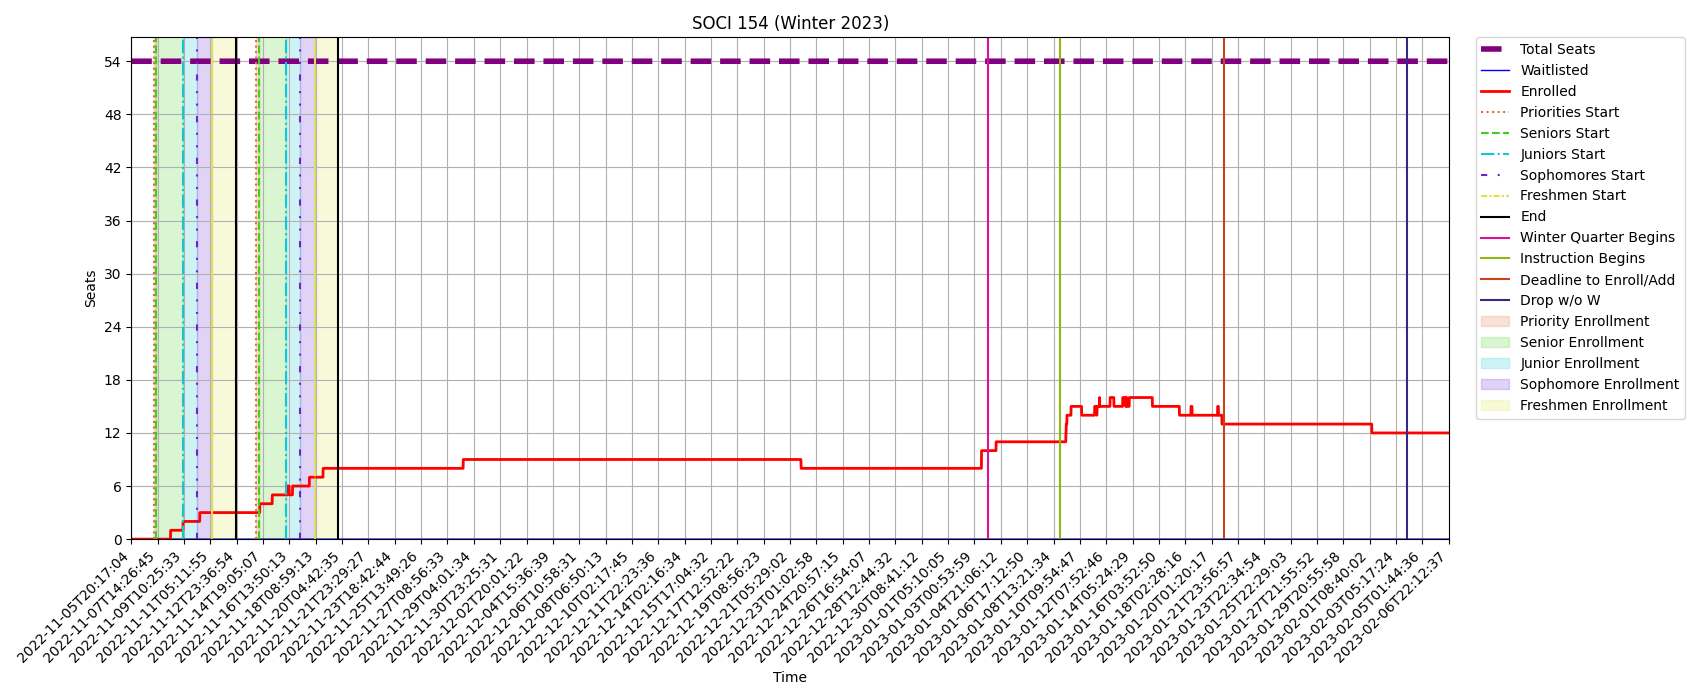 SOCI 154 (Winter 2023)
Seats
54
48
42
36
30
24
18
12
6
0
2022-11-05T20:17:04
2022-11-07T14:26:45
2022-11-09T10:25:33
2022-11-11T05:11:55
2022-11-12T23:36:54
2022-11-14T19:05:07
2022-11-16T13:50:13
2022-11-18T08:59:13
2022-11-20T04:42:35
2022-11-21T23:29:27
2022-11-23T18:42:44
2022-11-25T13:49:26
2022-11-27T08:56:33
2022-11-29T04:01:34
2022-11-30T23:25:31
2022-12-02T20:01:22
2022-12-04T15:36:39
2022-12-06T10:58:31
2022-12-08T06:50:13
2022-12-10T02:17:45
2022-12-11T22:23:36
2022-12-14T02:16:34
2022-12-15T17:04:32
2022-12-17T12:52:22
2022-12-19T08:56:23
2022-12-21T05:29:02
2022-12-23T01:02:58
2022-12-24T20:57:15
2022-12-26T16:54:07
2022-12-28T12:44:32
2022-12-30T08:41:12
2023-01-01T05:10:05
2023-01-03T00:53:59
2023-01-04T21:06:12
2023-01-06T17:12:50
2023-01-08T13:21:34
2023-01-10T09:54:47
2023-01-12T07:52:46
2023-01-14T05:24:29
2023-01-16T03:52:50
2023-01-18T02:28:16
2023-01-20T01:20:17
2023-01-21T23:56:57
2023-01-23T22:34:54
2023-01-25T22:29:03
2023-01-27T21:55:52
2023-01-29T20:55:58
2023-02-01T08:40:02
2023-02-03T05:17:24
2023-02-05T01:44:36
2023-02-06T22:12:37
Time
Total Seats
Waitlisted
Enrolled
Priorities Start
Seniors Start
Juniors Start
Sophomores Start
Freshmen Start
End
Winter Quarter Begins
Instruction Begins
Deadline to Enroll/Add
Drop w/o W
Priority Enrollment
Senior Enrollment
Junior Enrollment
Sophomore Enrollment
Freshmen Enrollment